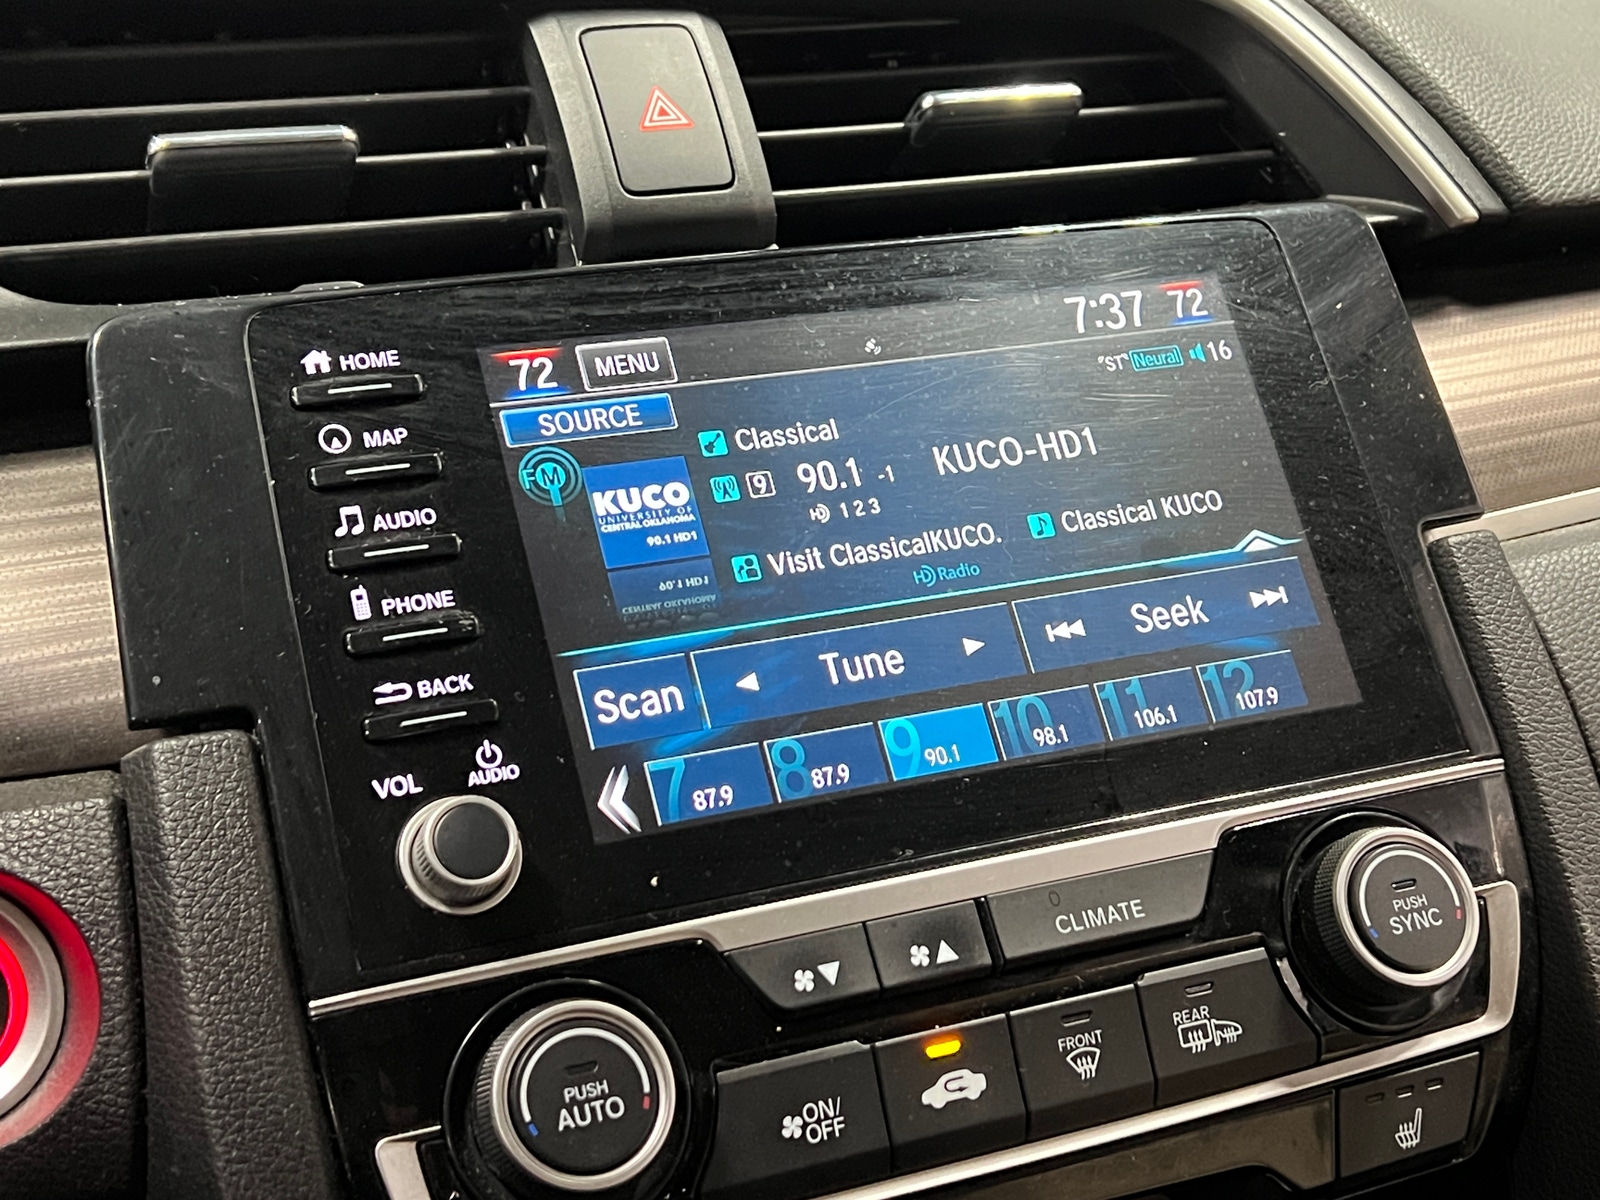 7:37 72
72 MENU
"ST" Neural 16
HOME
SOURCE
MAP
Classical
FM
9 90.1 -1 KUCO-HD1
HD 1 2 3
KUCO
UNIVERSITY OF
CENTRAL OKLAHOMA
90.1 HD1
AUDIO
Visit ClassicalKUCO. Classical KUCO
HD Radio
PHONE
BACK
Scan Tune Seek
7 87.9 8 87.9 9 90.1 10 98.1 11 106.1 12 107.9
VOL AUDIO
CLIMATE
PUSH
SYNC
PUSH
AUTO
ON/
OFF
FRONT
REAR